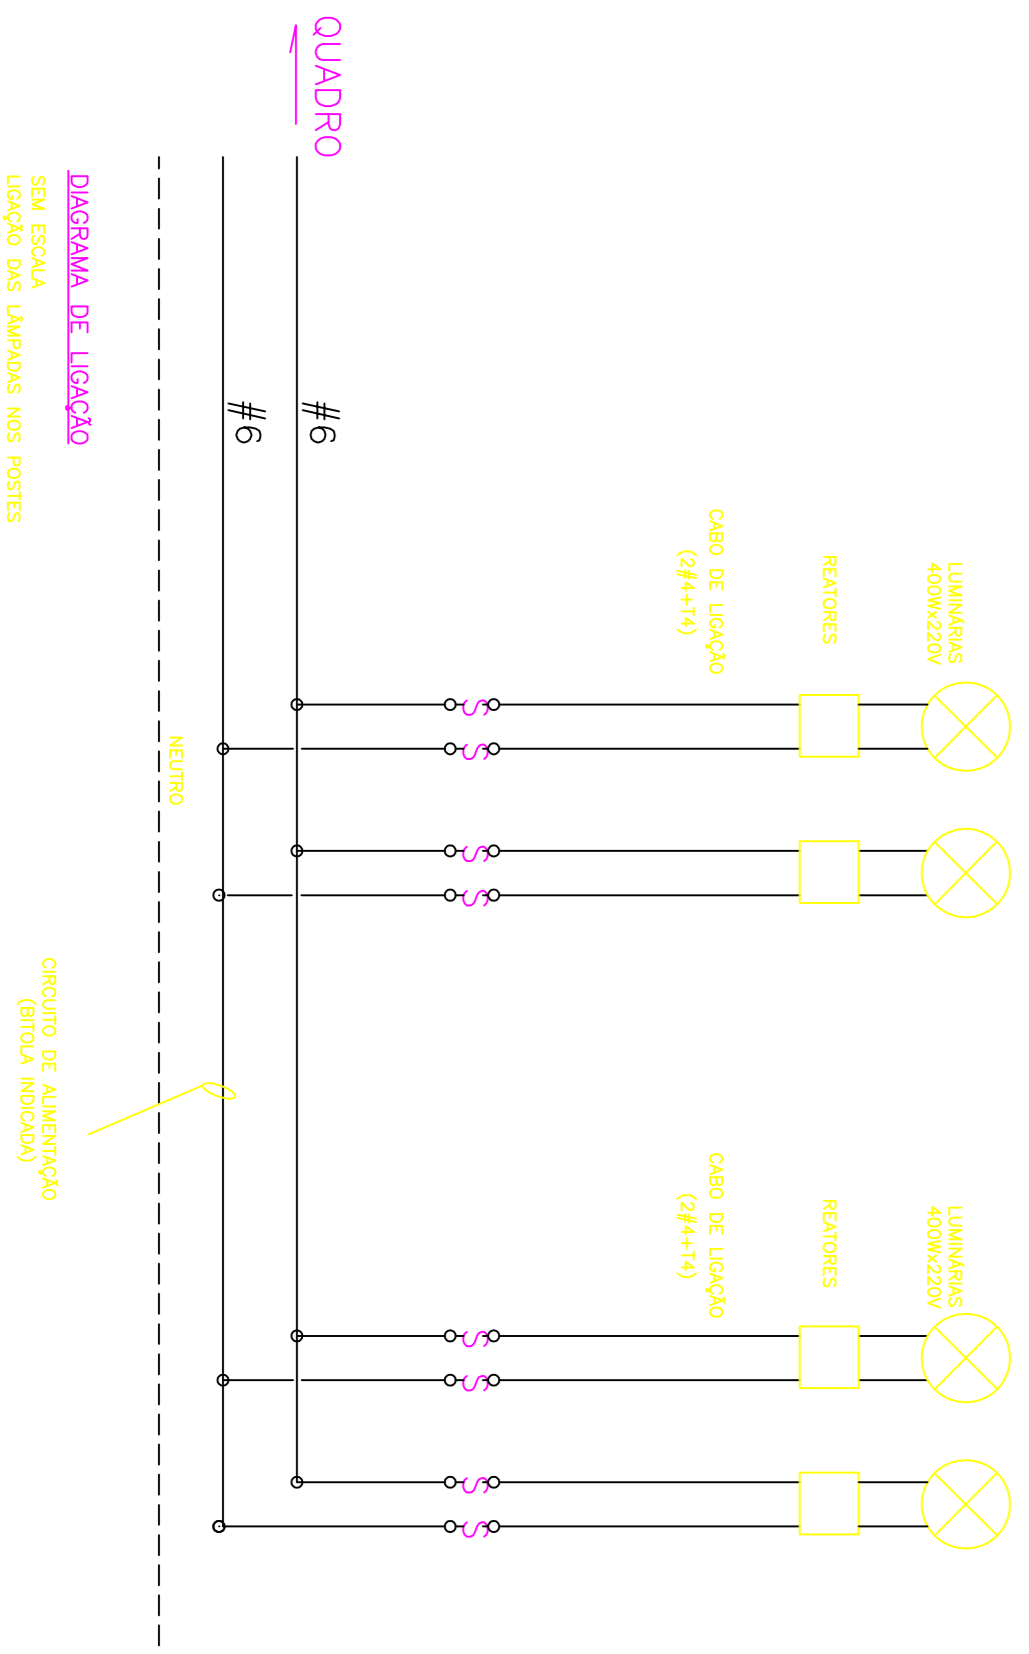 LUMINÁRIAS
400Wx220V
LUMINÁRIAS
400Wx220V
REATORES
REATORES
CABO DE LIGAÇÃO
(2#4+T4)
CABO DE LIGAÇÃO
(2#4+T4)
QUADRO
#6
#6
NEUTRO
DIAGRAMA DE LIGAÇÃO
SEM ESCALA
LIGAÇÃO DAS LÂMPADAS NOS POSTES
CIRCUITO DE ALIMENTAÇÃO
(BITOLA INDICADA)